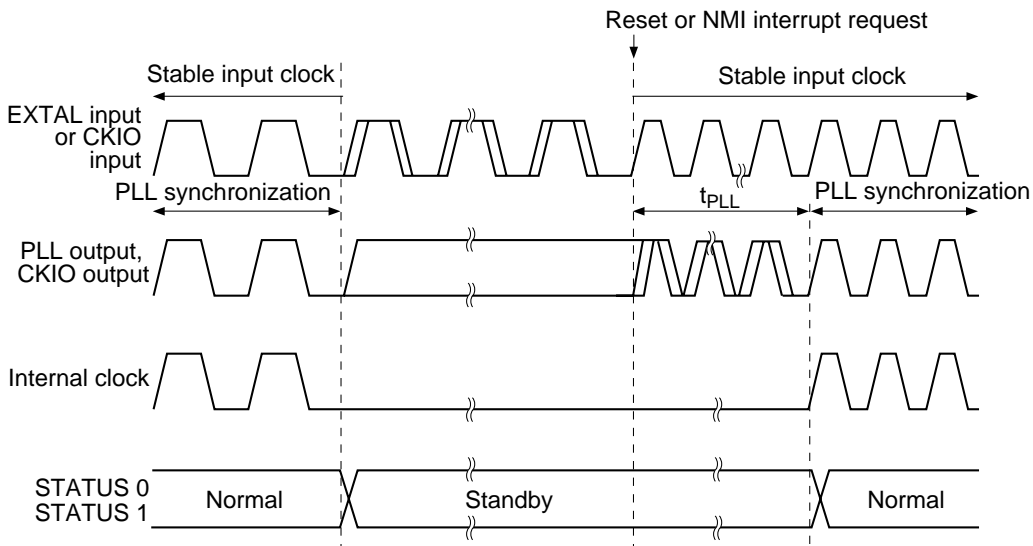 Reset or NMI interrupt request
Stable input clock
Stable input clock
EXTAL input
or CKIO
input
PLL synchronization
tPLL
PLL synchronization
PLL output,
CKIO output
Internal clock
STATUS 0
STATUS 1
Normal
Standby
Normal